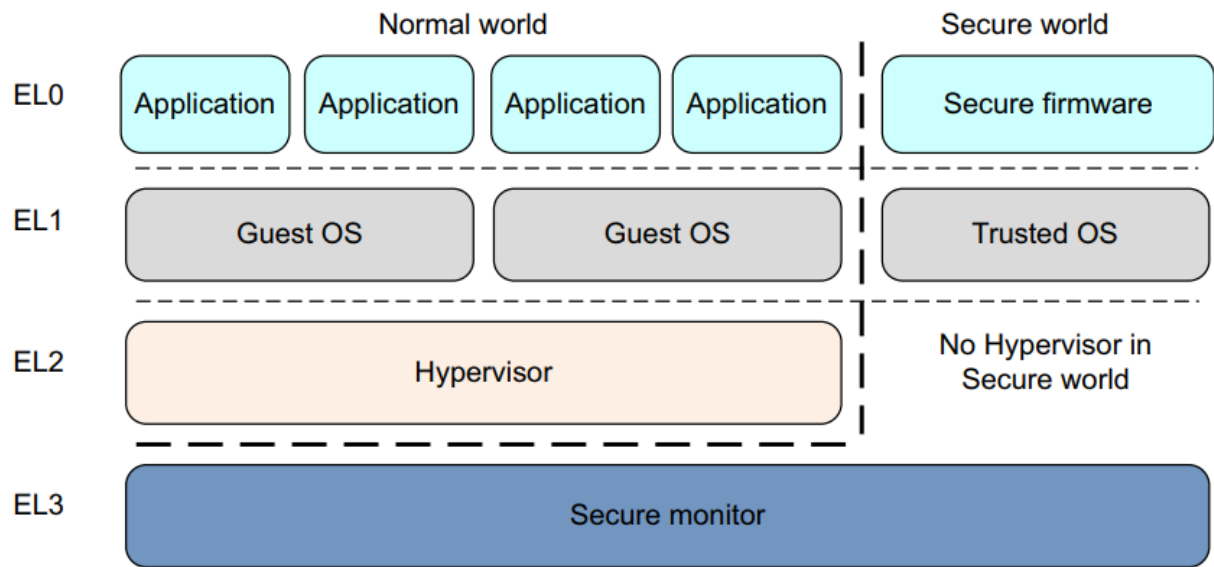 Normal world
Secure world
EL0
Application
Application
Application
Application
Secure firmware
EL1
Guest OS
Guest OS
Trusted OS
EL2
Hypervisor
No Hypervisor in
Secure world
EL3
Secure monitor